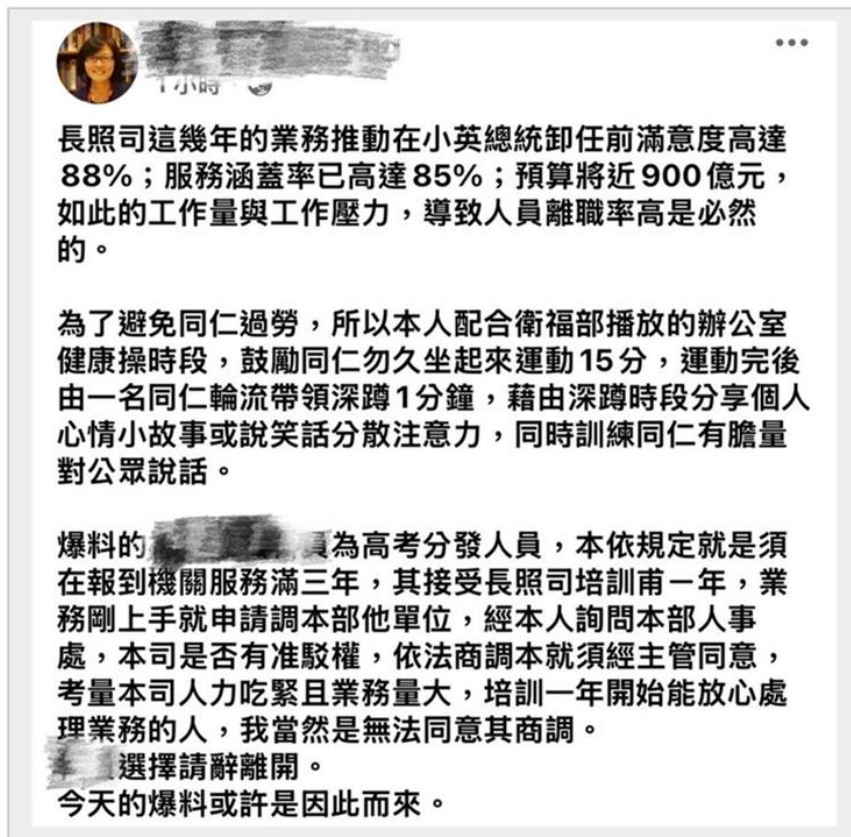 1小時
長照司這幾年的業務推動在小英總統卸任前滿意度高達
88%；服務涵蓋率已高達85%；預算將近900億元，
如此的工作量與工作壓力，導致人員離職率高是必然
的。
為了避免同仁過勞，所以本人配合衛福部播放的辦公室
健康操時段，鼓勵同仁勿久坐起來運動15分，運動完後
由一名同仁輪流帶領深蹲1分鐘，藉由深蹲時段分享個人
心情小故事或說笑話分散注意力，同時訓練同仁有膽量
對公眾說話。
爆料的員為高考分發人員，本依規定就是須
在報到機關服務滿三年，其接受長照司培訓甫一年，業
務剛上手就申請調本部他單位，經本人詢問本部人事
處，本司是否有准駁權，依法商調本就須經主管同意，
考量本司人力吃緊且業務量大，培訓一年開始能放心處
理業務的人，我當然是無法同意其商調。
選擇請辭離開。
今天的爆料或許是因此而來。